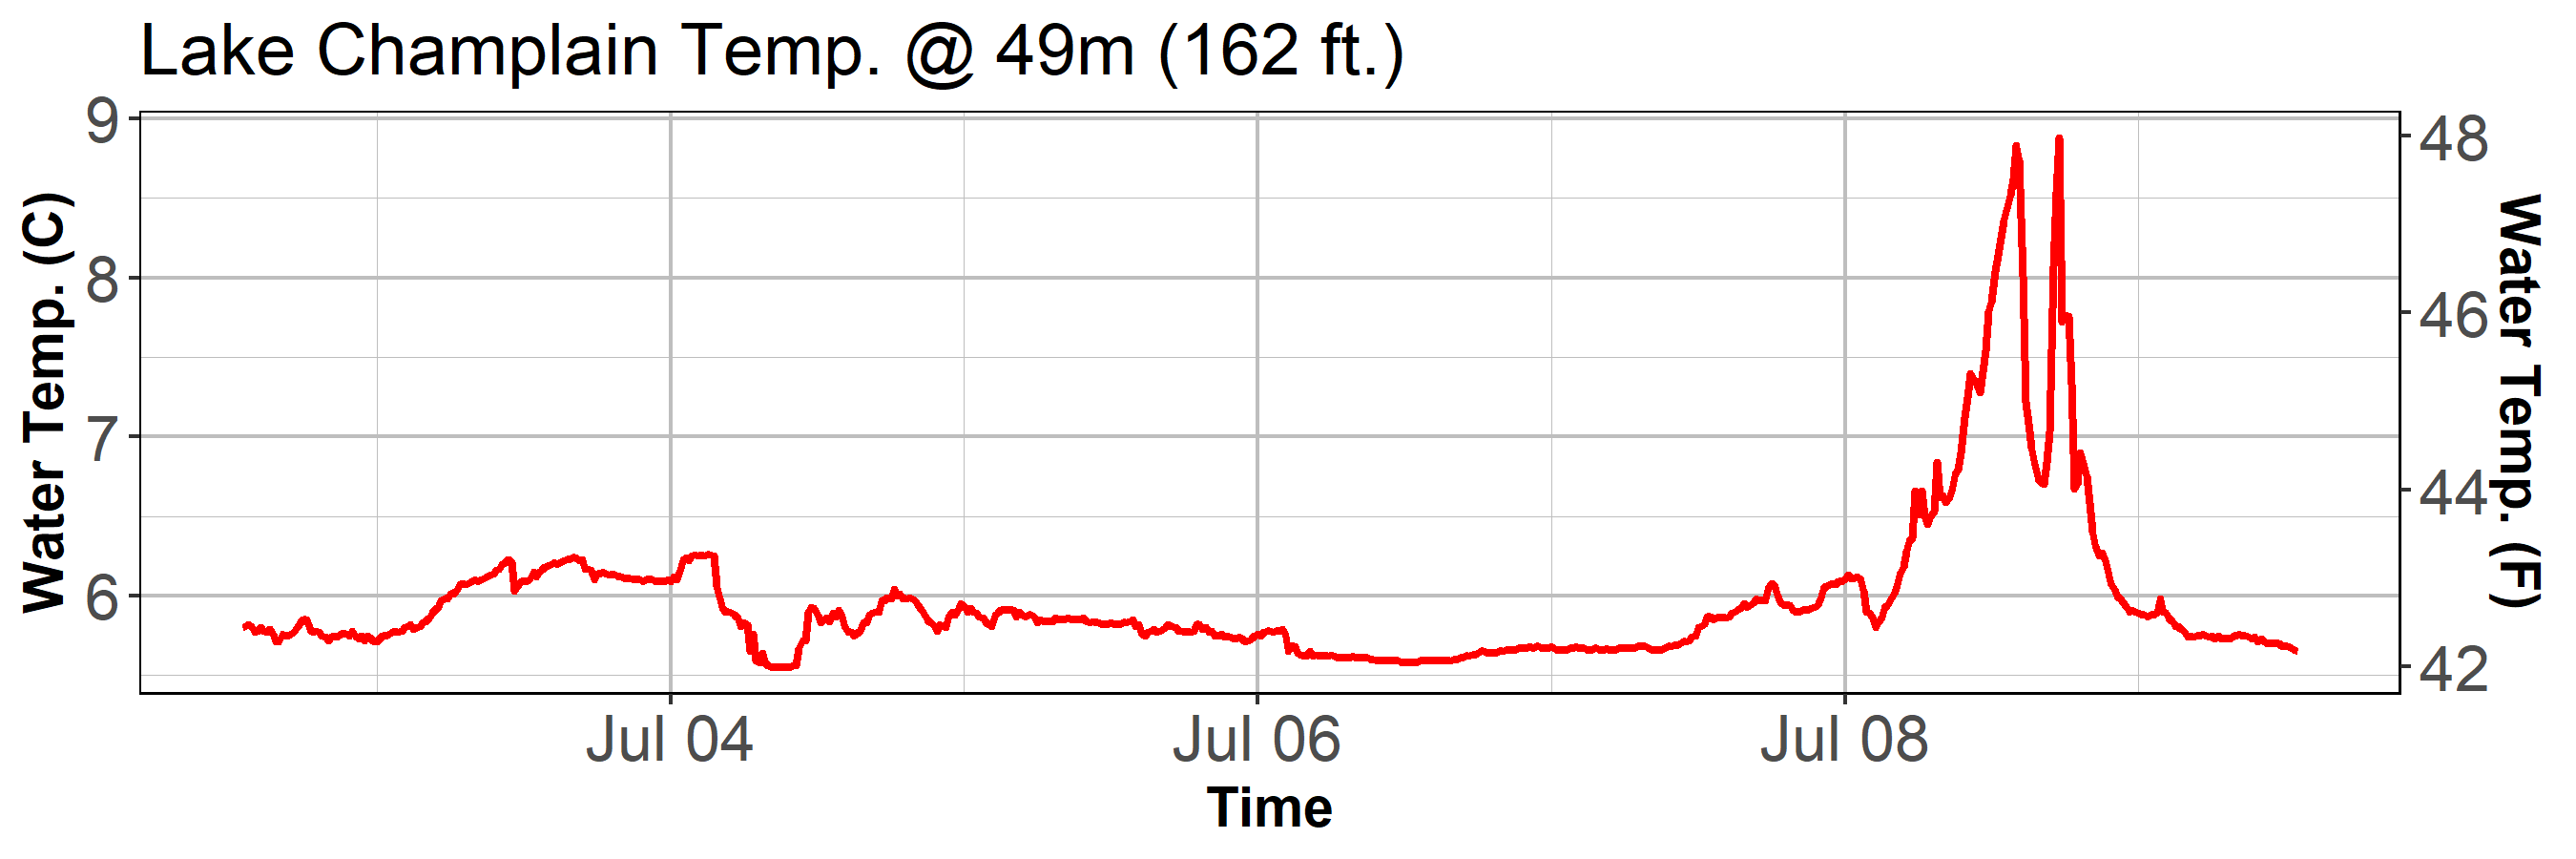 Lake Champlain Temp. @ 49m (162 ft.)
Water Temp. (C)
9
8
7
6
48
46
44
42
Water Temp. (F)
Jul 04
Jul 06
Jul 08
Time